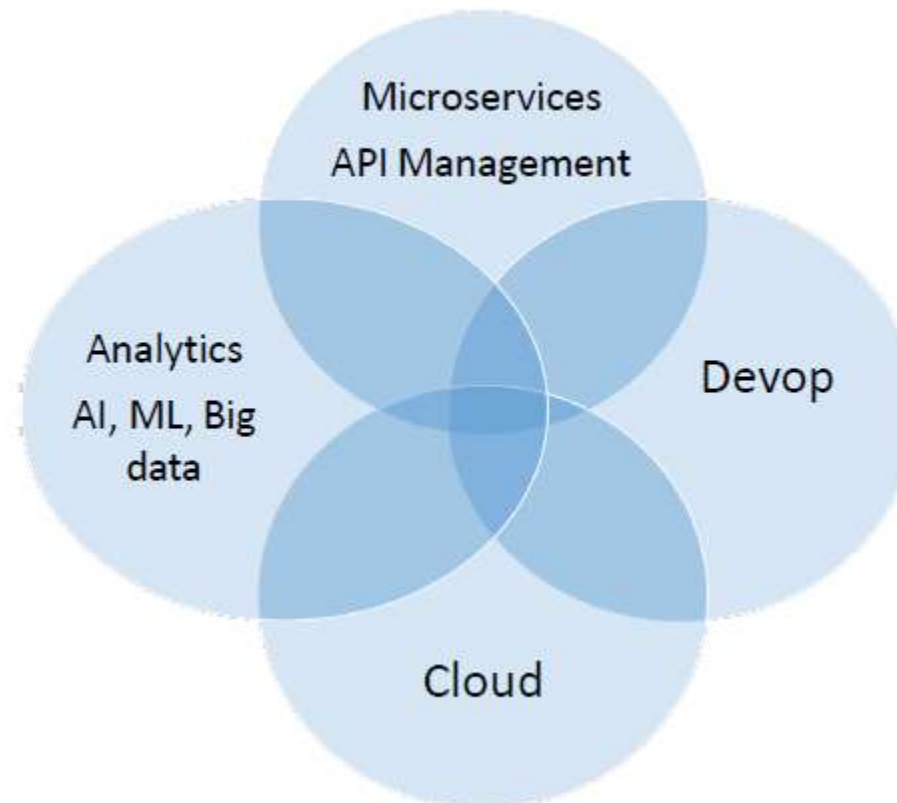 Microservices
API Management
Analytics
AI, ML, Big
data
Devop
Cloud